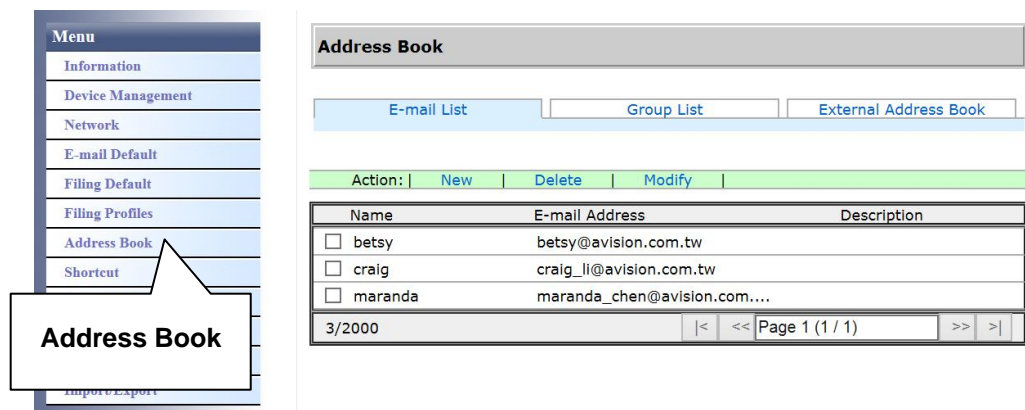 Menu
Information
Device Management
Network
E-mail Default
Filing Default
Filing Profiles
Address Book
Shortcut
Import/Export
Address Book
Address Book
E-mail List Group List External Address Book
Action: | New | Delete | Modify |
Name E-mail Address Description
betsy betsy@avision.com.tw
craig craig_li@avision.com.tw
maranda maranda_chen@avision.com....
3/2000 |< << Page 1 (1 / 1) >> >|